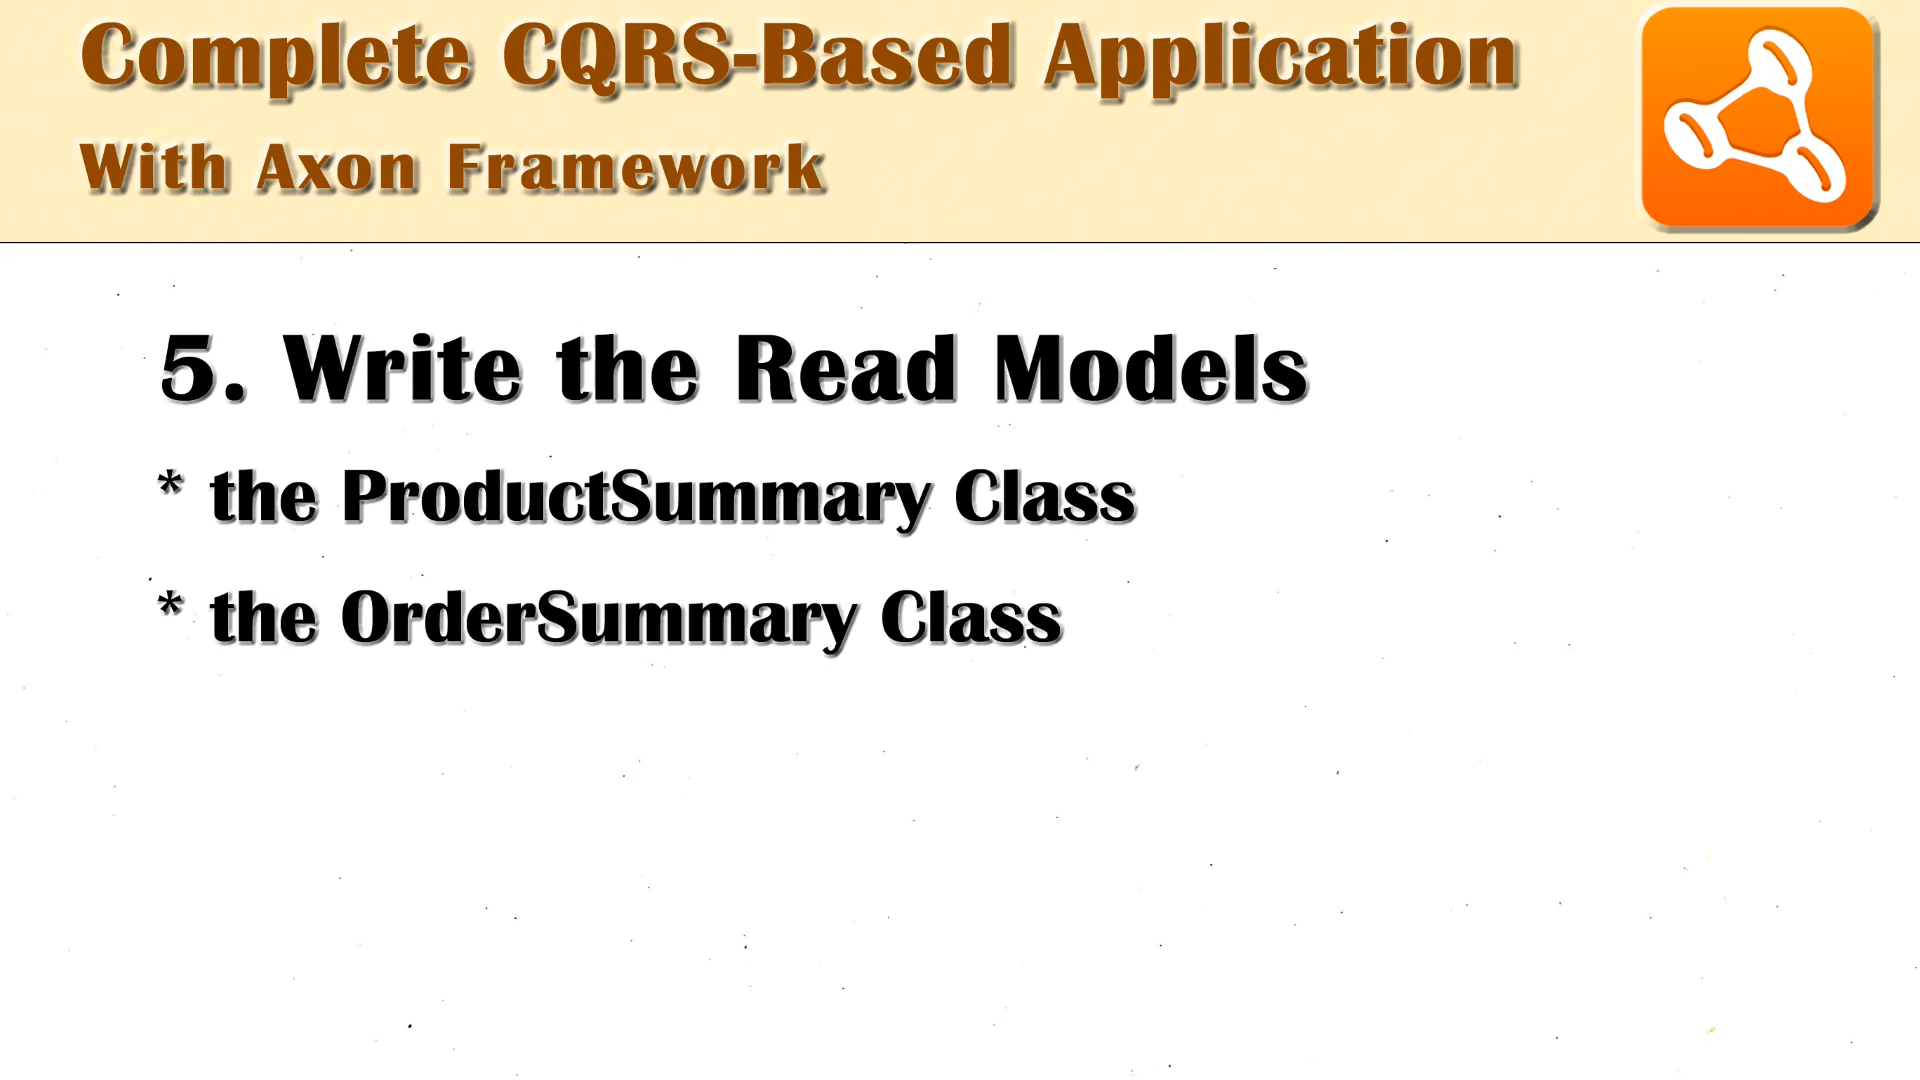 Complete CQRS-Based Application
With Axon Framework
5. Write the Read Models
* the ProductSummary Class
* the OrderSummary Class